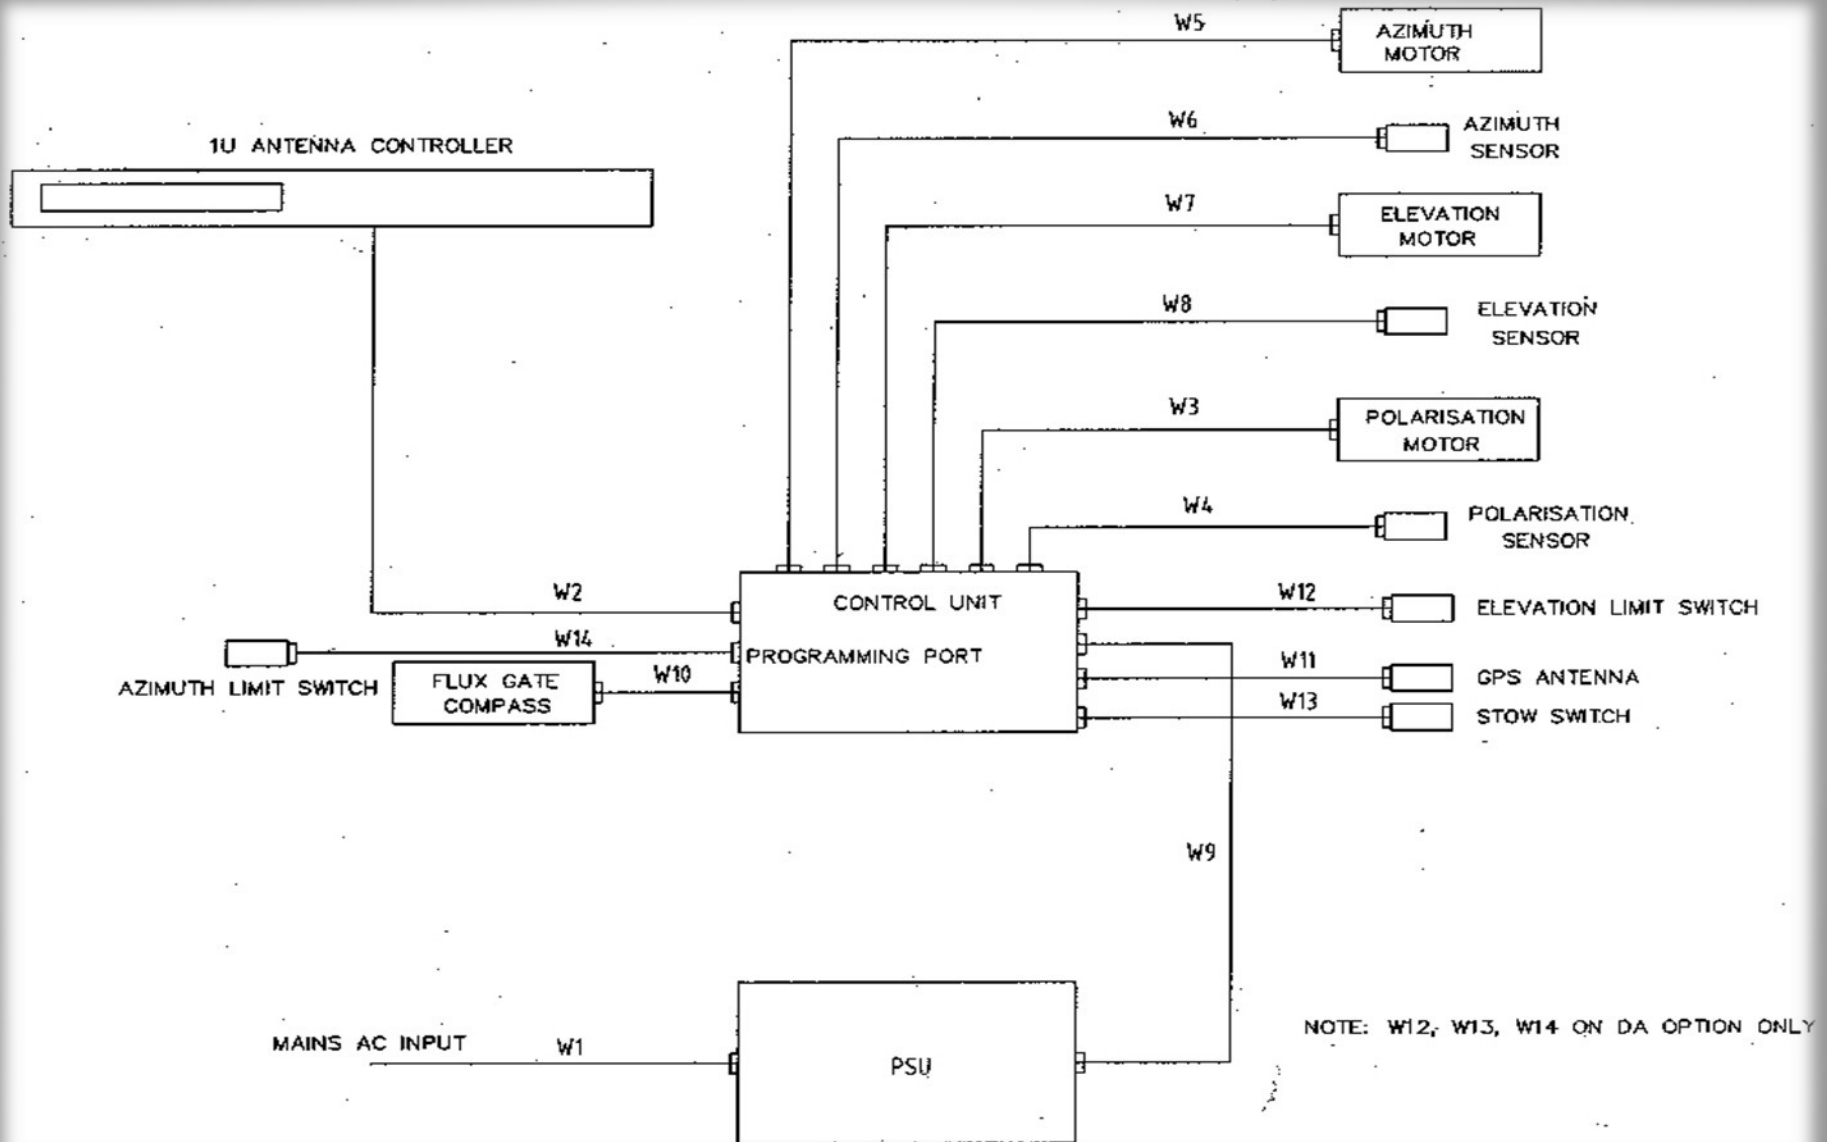 W5
AZIMUTH
MOTOR
W6
AZIMUTH
SENSOR
1U ANTENNA CONTROLLER
W7
ELEVATION
MOTOR
W8
ELEVATION
SENSOR
W3
POLARISATION
MOTOR
W4
POLARISATION
SENSOR
W2
CONTROL UNIT
W12
ELEVATION LIMIT SWITCH
W14
PROGRAMMING PORT
AZIMUTH LIMIT SWITCH
FLUX GATE
COMPASS
W10
W11
GPS ANTENNA
W13
STOW SWITCH
W9
MAINS AC INPUT
W1
PSU
NOTE: W12, W13, W14 ON DA OPTION ONLY